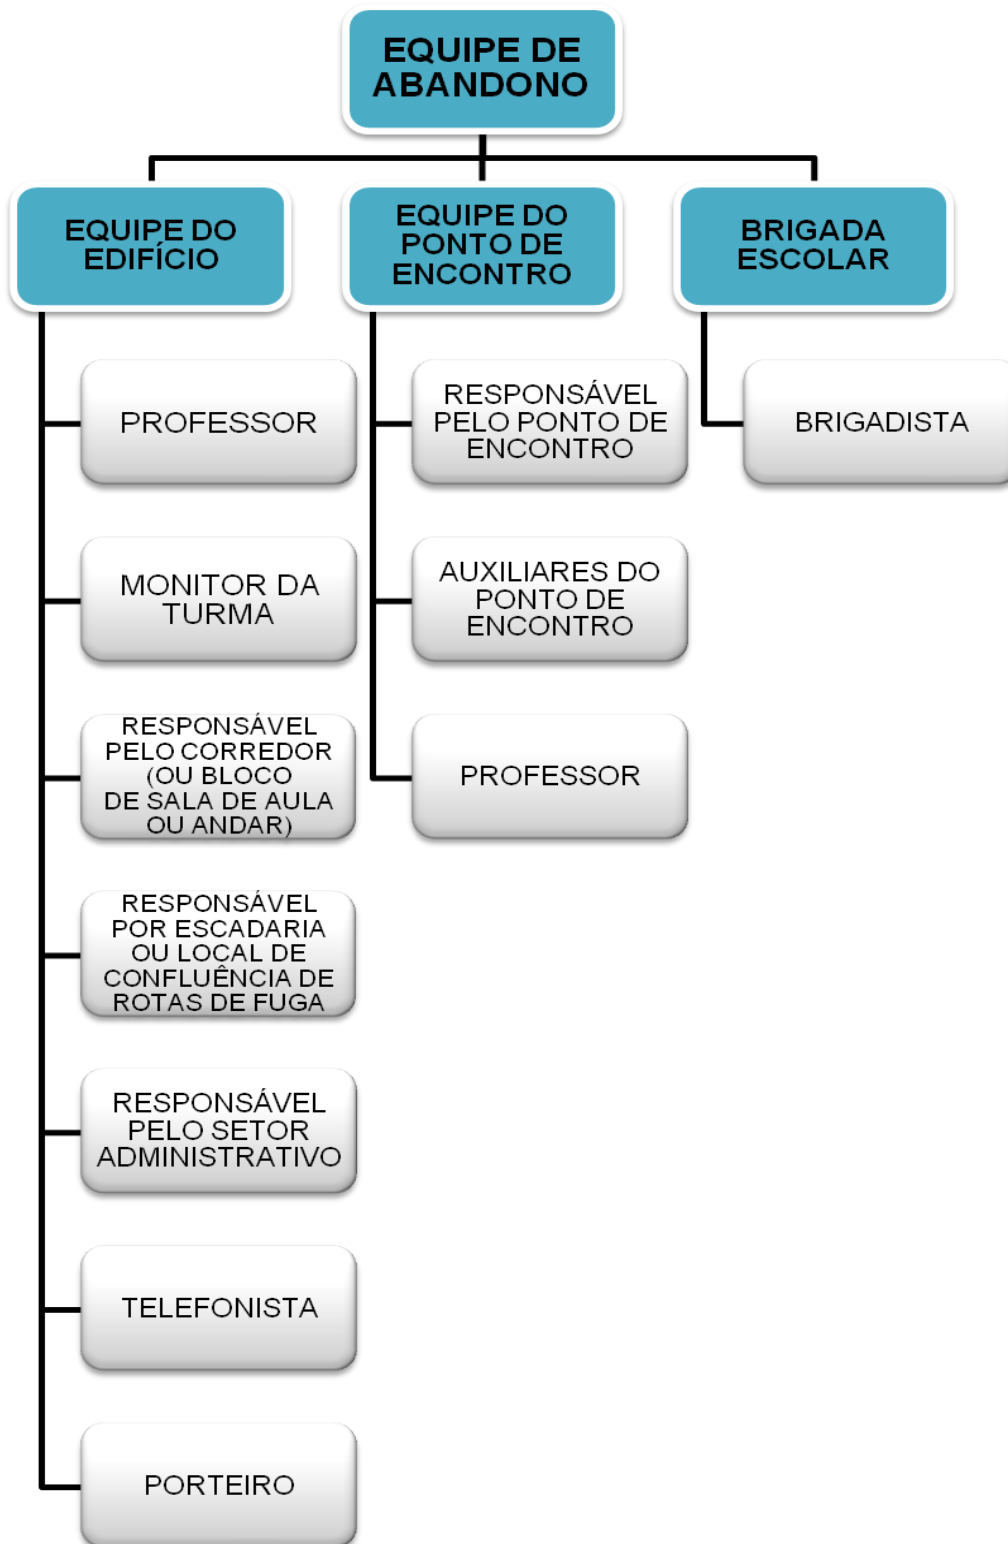 EQUIPE DE
ABANDONO
EQUIPE DO
EDIFÍCIO
PROFESSOR
MONITOR DA
TURMA
RESPONSÁVEL
PELO CORREDOR
(OU BLOCO
DE SALA DE AULA
OU ANDAR)
RESPONSÁVEL
POR ESCADARIA
OU LOCAL DE
CONFLUÊNCIA DE
ROTAS DE FUGA
RESPONSÁVEL
PELO SETOR
ADMINISTRATIVO
TELEFONISTA
PORTEIRO
EQUIPE DO
PONTO DE
ENCONTRO
RESPONSÁVEL
PELO PONTO DE
ENCONTRO
AUXILIARES DO
PONTO DE
ENCONTRO
PROFESSOR
BRIGADA
ESCOLAR
BRIGADISTA